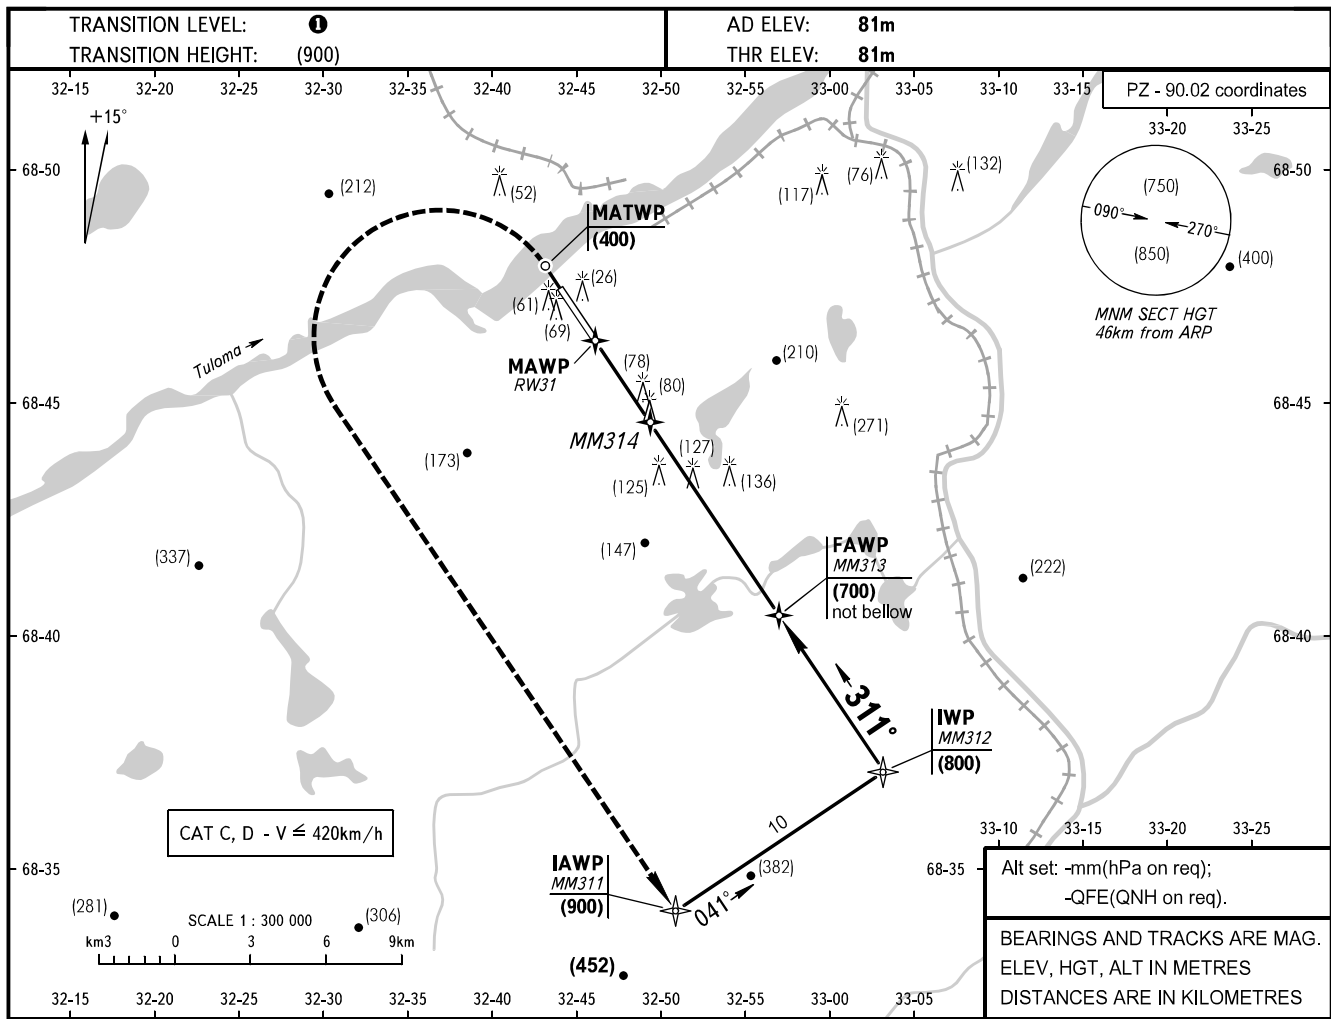 TRANSITION LEVEL: ❶
TRANSITION HEIGHT: (900)
AD ELEV: 81m
THR ELEV: 81m
32-15 32-20 32-25 32-30 32-35 32-40 32-45 32-50 32-55 33-00 33-05 33-10 33-15
PZ - 90.02 coordinates
33-20 33-25
+15°
68-50
68-50
(212)
(52)
(117)
(76)
(132)
(750)
090°
270°
(850)
(400)
MNM SECT HGT
46km from ARP
MATWP
(400)
(26)
(61)
(69)
Tuloma
MAWP
RW31
(78)
(80)
(210)
(271)
68-45
68-45
MM314
(173)
(127)
(125)
(136)
(147)
(337)
FAWP
MM313
(700)
not bellow
(222)
68-40
68-40
311°
IWP
MM312
(800)
CAT C, D - V ≦ 420km/h
10
33-10 33-15 33-20 33-25
68-35
68-35
IAWP
MM311
(900)
041°
(382)
Alt set: -mm(hPa on req);
-QFE(QNH on req).
(281)
(306)
SCALE 1 : 300 000
km3 0 3 6 9km
(452)
BEARINGS AND TRACKS ARE MAG.
ELEV, HGT, ALT IN METRES
DISTANCES ARE IN KILOMETRES
32-15 32-20 32-25 32-30 32-35 32-40 32-45 32-50 32-55 33-00 33-05